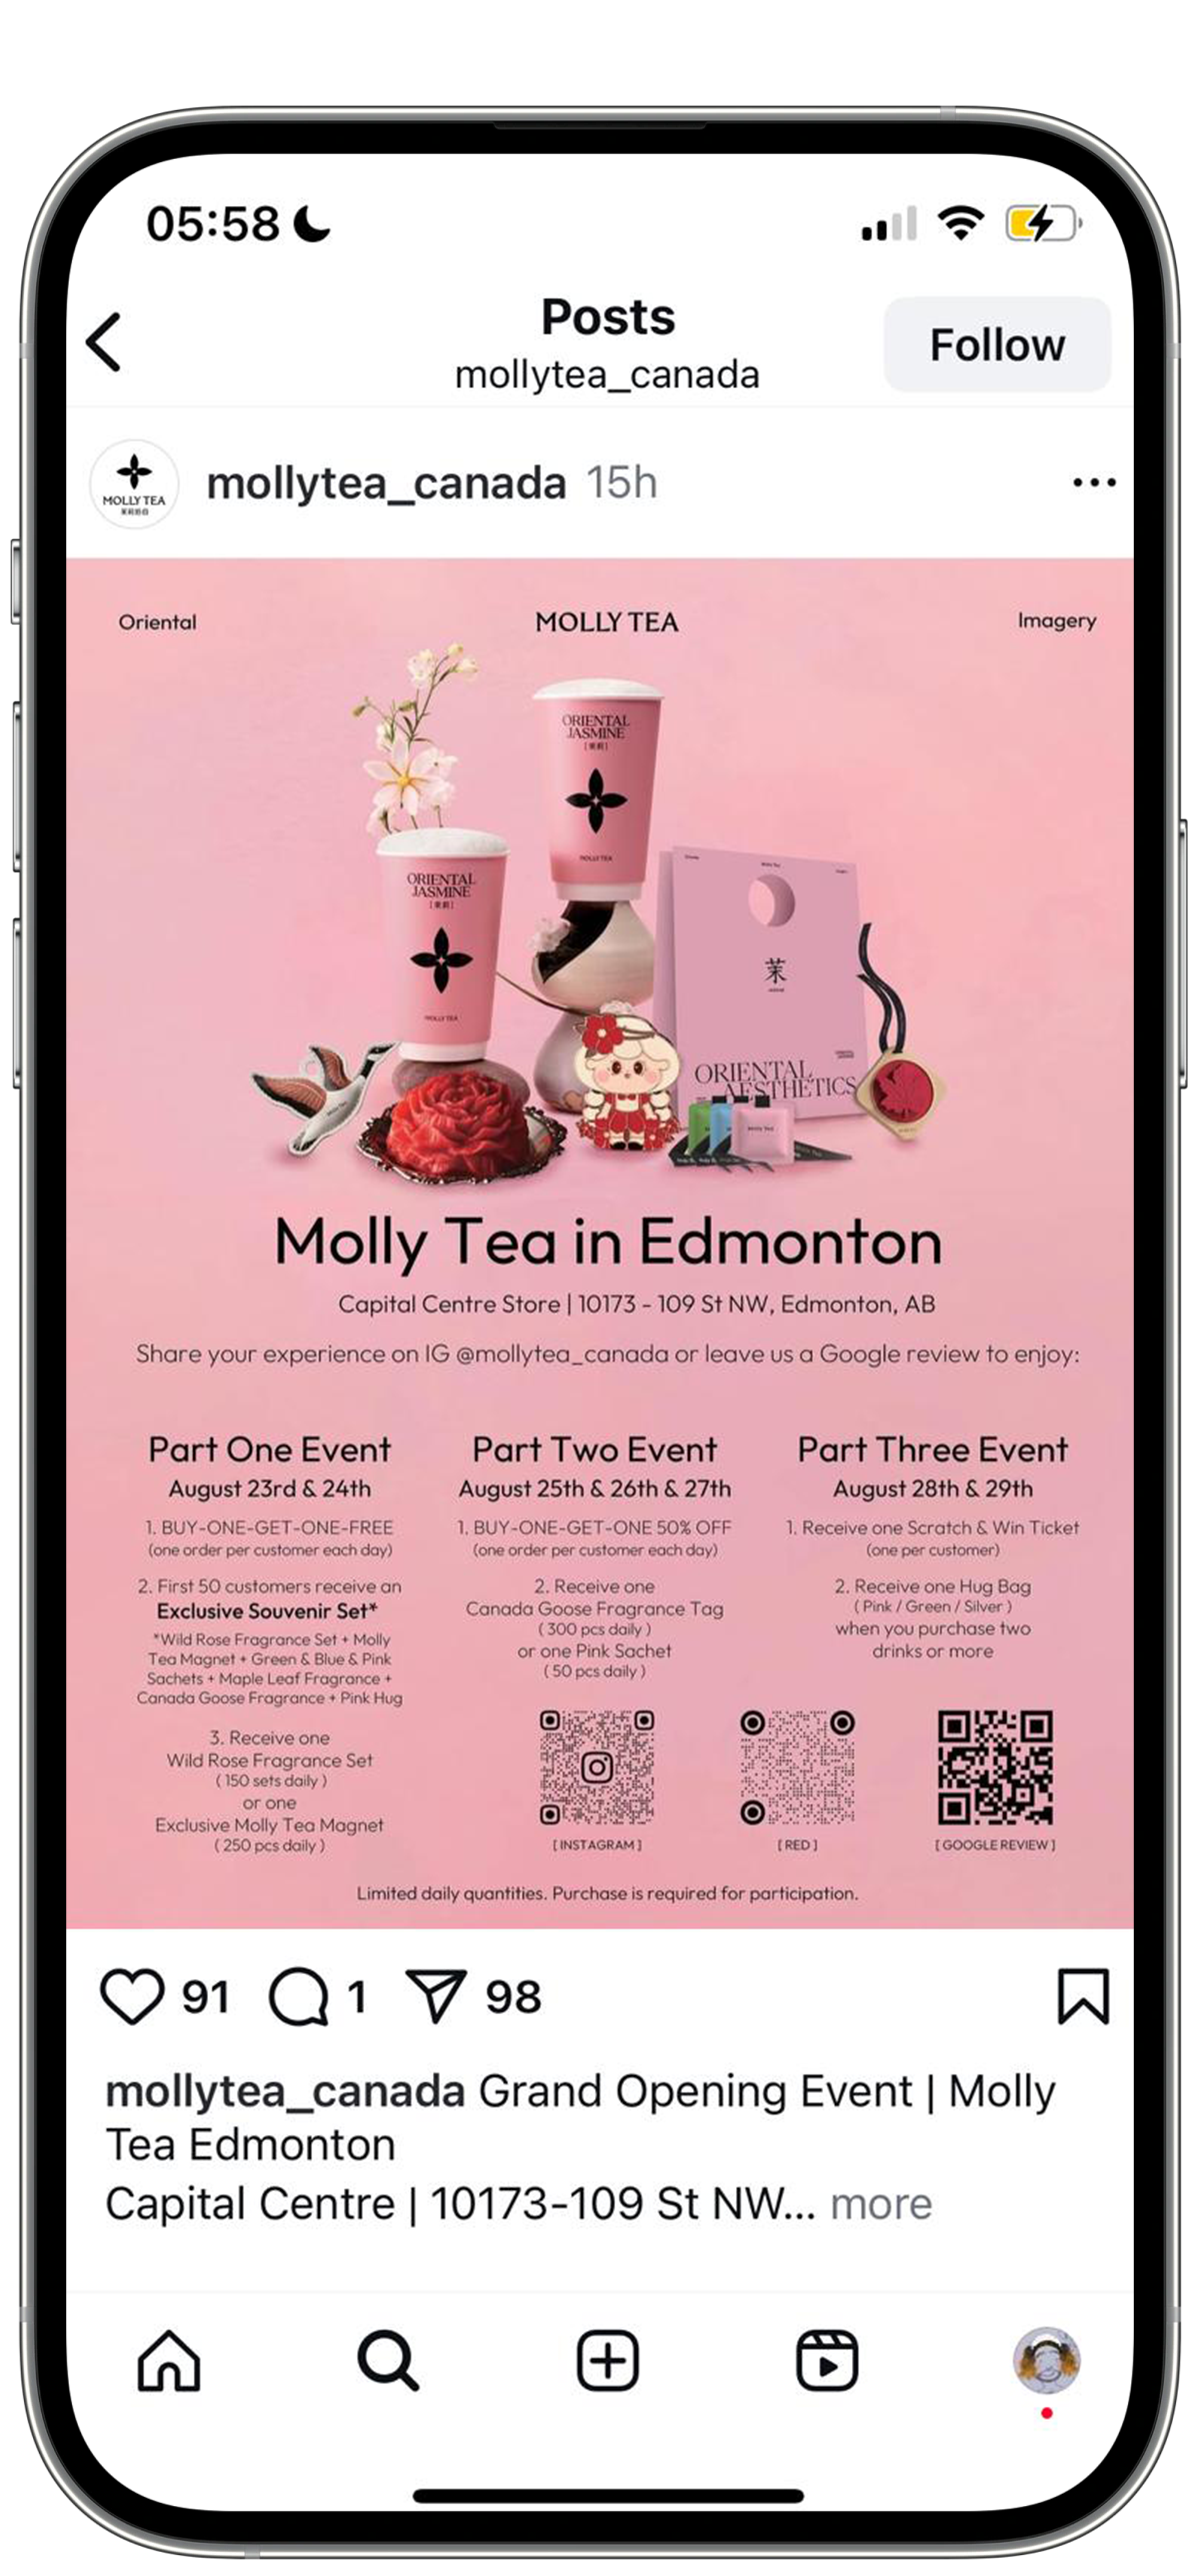 05:58
Posts
mollytea_canada
Follow
MOLLY TEA
mollytea_canada 15h
Oriental
MOLLY TEA
Imagery
ORIENTAL
JASMINE
[茉莉]
MOLLY TEA
ORIENTAL
JASMINE
[茉莉]
MOLLY TEA
茉
ORIENTAL
AESTHETICS
Molly Tea
Molly Tea in Edmonton
Capital Centre Store | 10173 - 109 St NW, Edmonton, AB
Share your experience on IG @mollytea_canada or leave us a Google review to enjoy:
Part One Event
August 23rd & 24th
1. BUY-ONE-GET-ONE-FREE
(one order per customer each day)
2. First 50 customers receive an
Exclusive Souvenir Set*
*Wild Rose Fragrance Set + Molly
Tea Magnet + Green & Blue & Pink
Sachets + Maple Leaf Fragrance +
Canada Goose Fragrance + Pink Hug
3. Receive one
Wild Rose Fragrance Set
( 150 sets daily )
or one
Exclusive Molly Tea Magnet
( 250 pcs daily )
Part Two Event
August 25th & 26th & 27th
1. BUY-ONE-GET-ONE 50% OFF
(one order per customer each day)
2. Receive one
Canada Goose Fragrance Tag
( 300 pcs daily )
or one Pink Sachet
( 50 pcs daily )
Part Three Event
August 28th & 29th
1. Receive one Scratch & Win Ticket
(one per customer)
2. Receive one Hug Bag
( Pink / Green / Silver )
when you purchase two
drinks or more
[ INSTAGRAM ]
[ RED ]
[ GOOGLE REVIEW ]
Limited daily quantities. Purchase is required for participation.
91
1
98
mollytea_canada Grand Opening Event | Molly
Tea Edmonton
Capital Centre | 10173-109 St NW... more